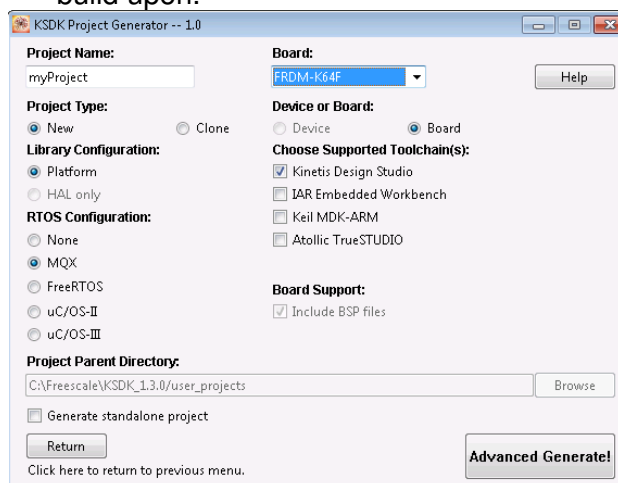 build upon.
KSDK Project Generator -- 1.0
Project Name:
Board:
myProject
FRDM-K64F
Help
Project Type:
Device or Board:
New
Clone
Device
Board
Library Configuration:
Choose Supported Toolchain(s):
Platform
Kinetis Design Studio
HAL only
IAR Embedded Workbench
RTOS Configuration:
Keil MDK-ARM
None
Atollic TrueSTUDIO
MQX
FreeRTOS
Board Support:
uC/OS-II
Include BSP files
uC/OS-III
Project Parent Directory:
C:\Freescale\KSDK_1.3.0/user_projects
Browse
Generate standalone project
Return
Advanced Generate!
Click here to return to previous menu.